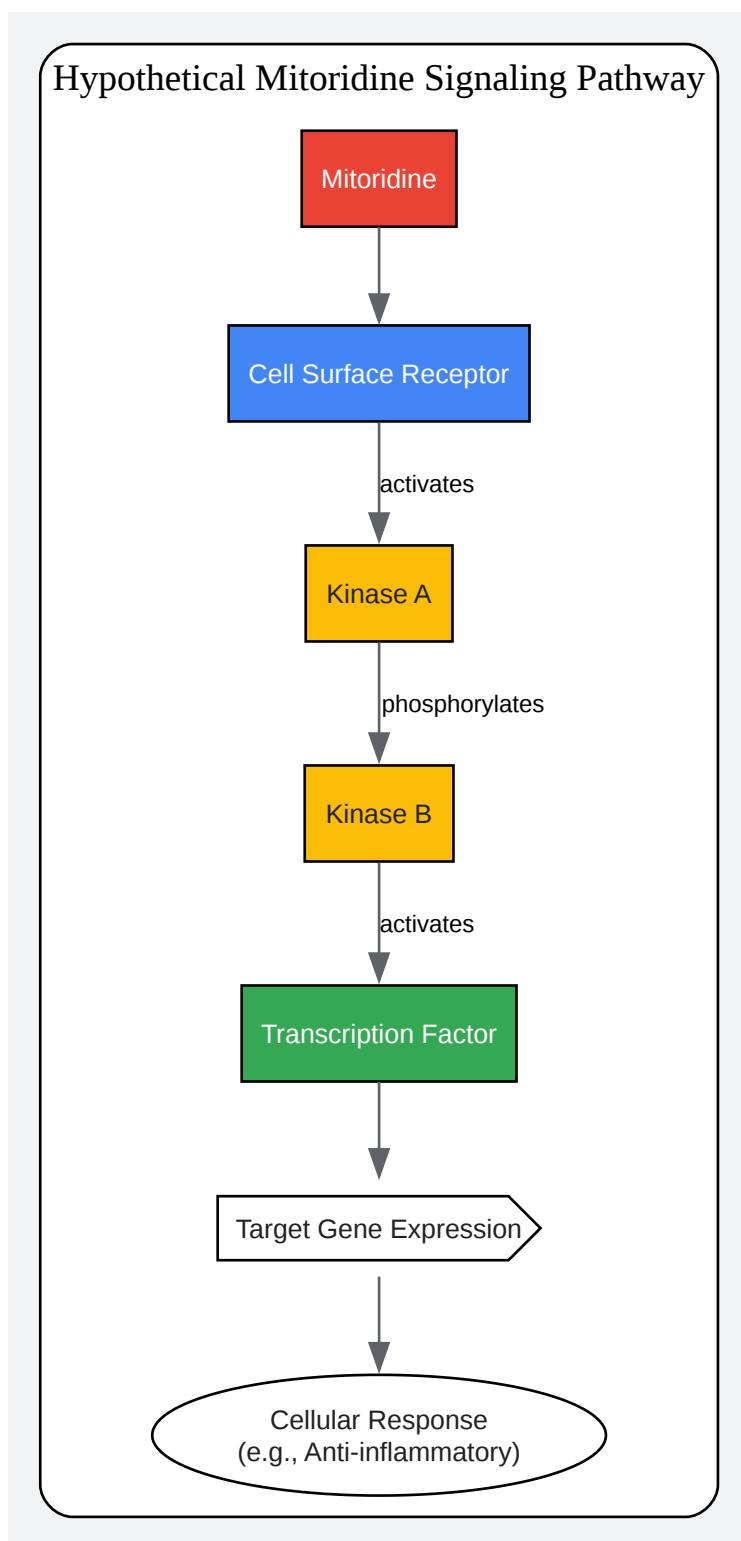 Hypothetical Mitoridine Signaling Pathway
Mitoridine
Cell Surface Receptor
activates
Kinase A
phosphorylates
Kinase B
activates
Transcription Factor
Target Gene Expression
Cellular Response
(e.g., Anti-inflammatory)